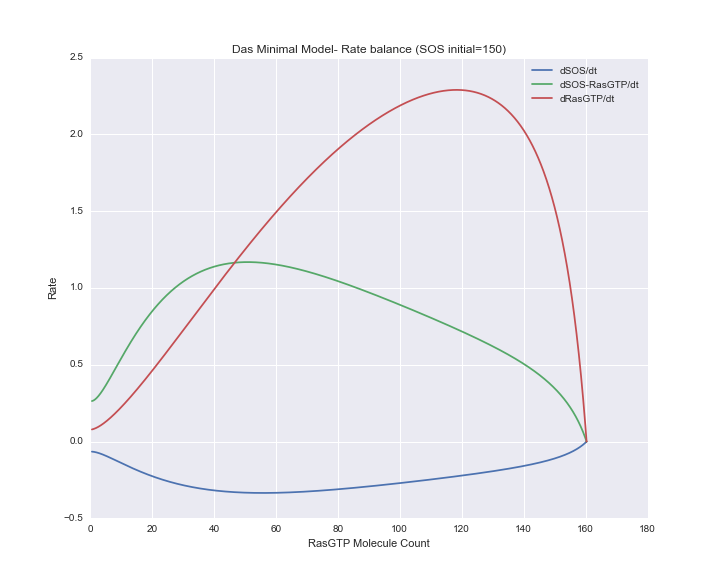 Das Minimal Model- Rate balance (SOS initial=150)
dSOS/dt
dSOS-RasGTP/dt
dRasGTP/dt
2.5
2.0
1.5
1.0
0.5
0.0
−0.5
Rate
0 20 40 60 80 100 120 140 160 180
RasGTP Molecule Count